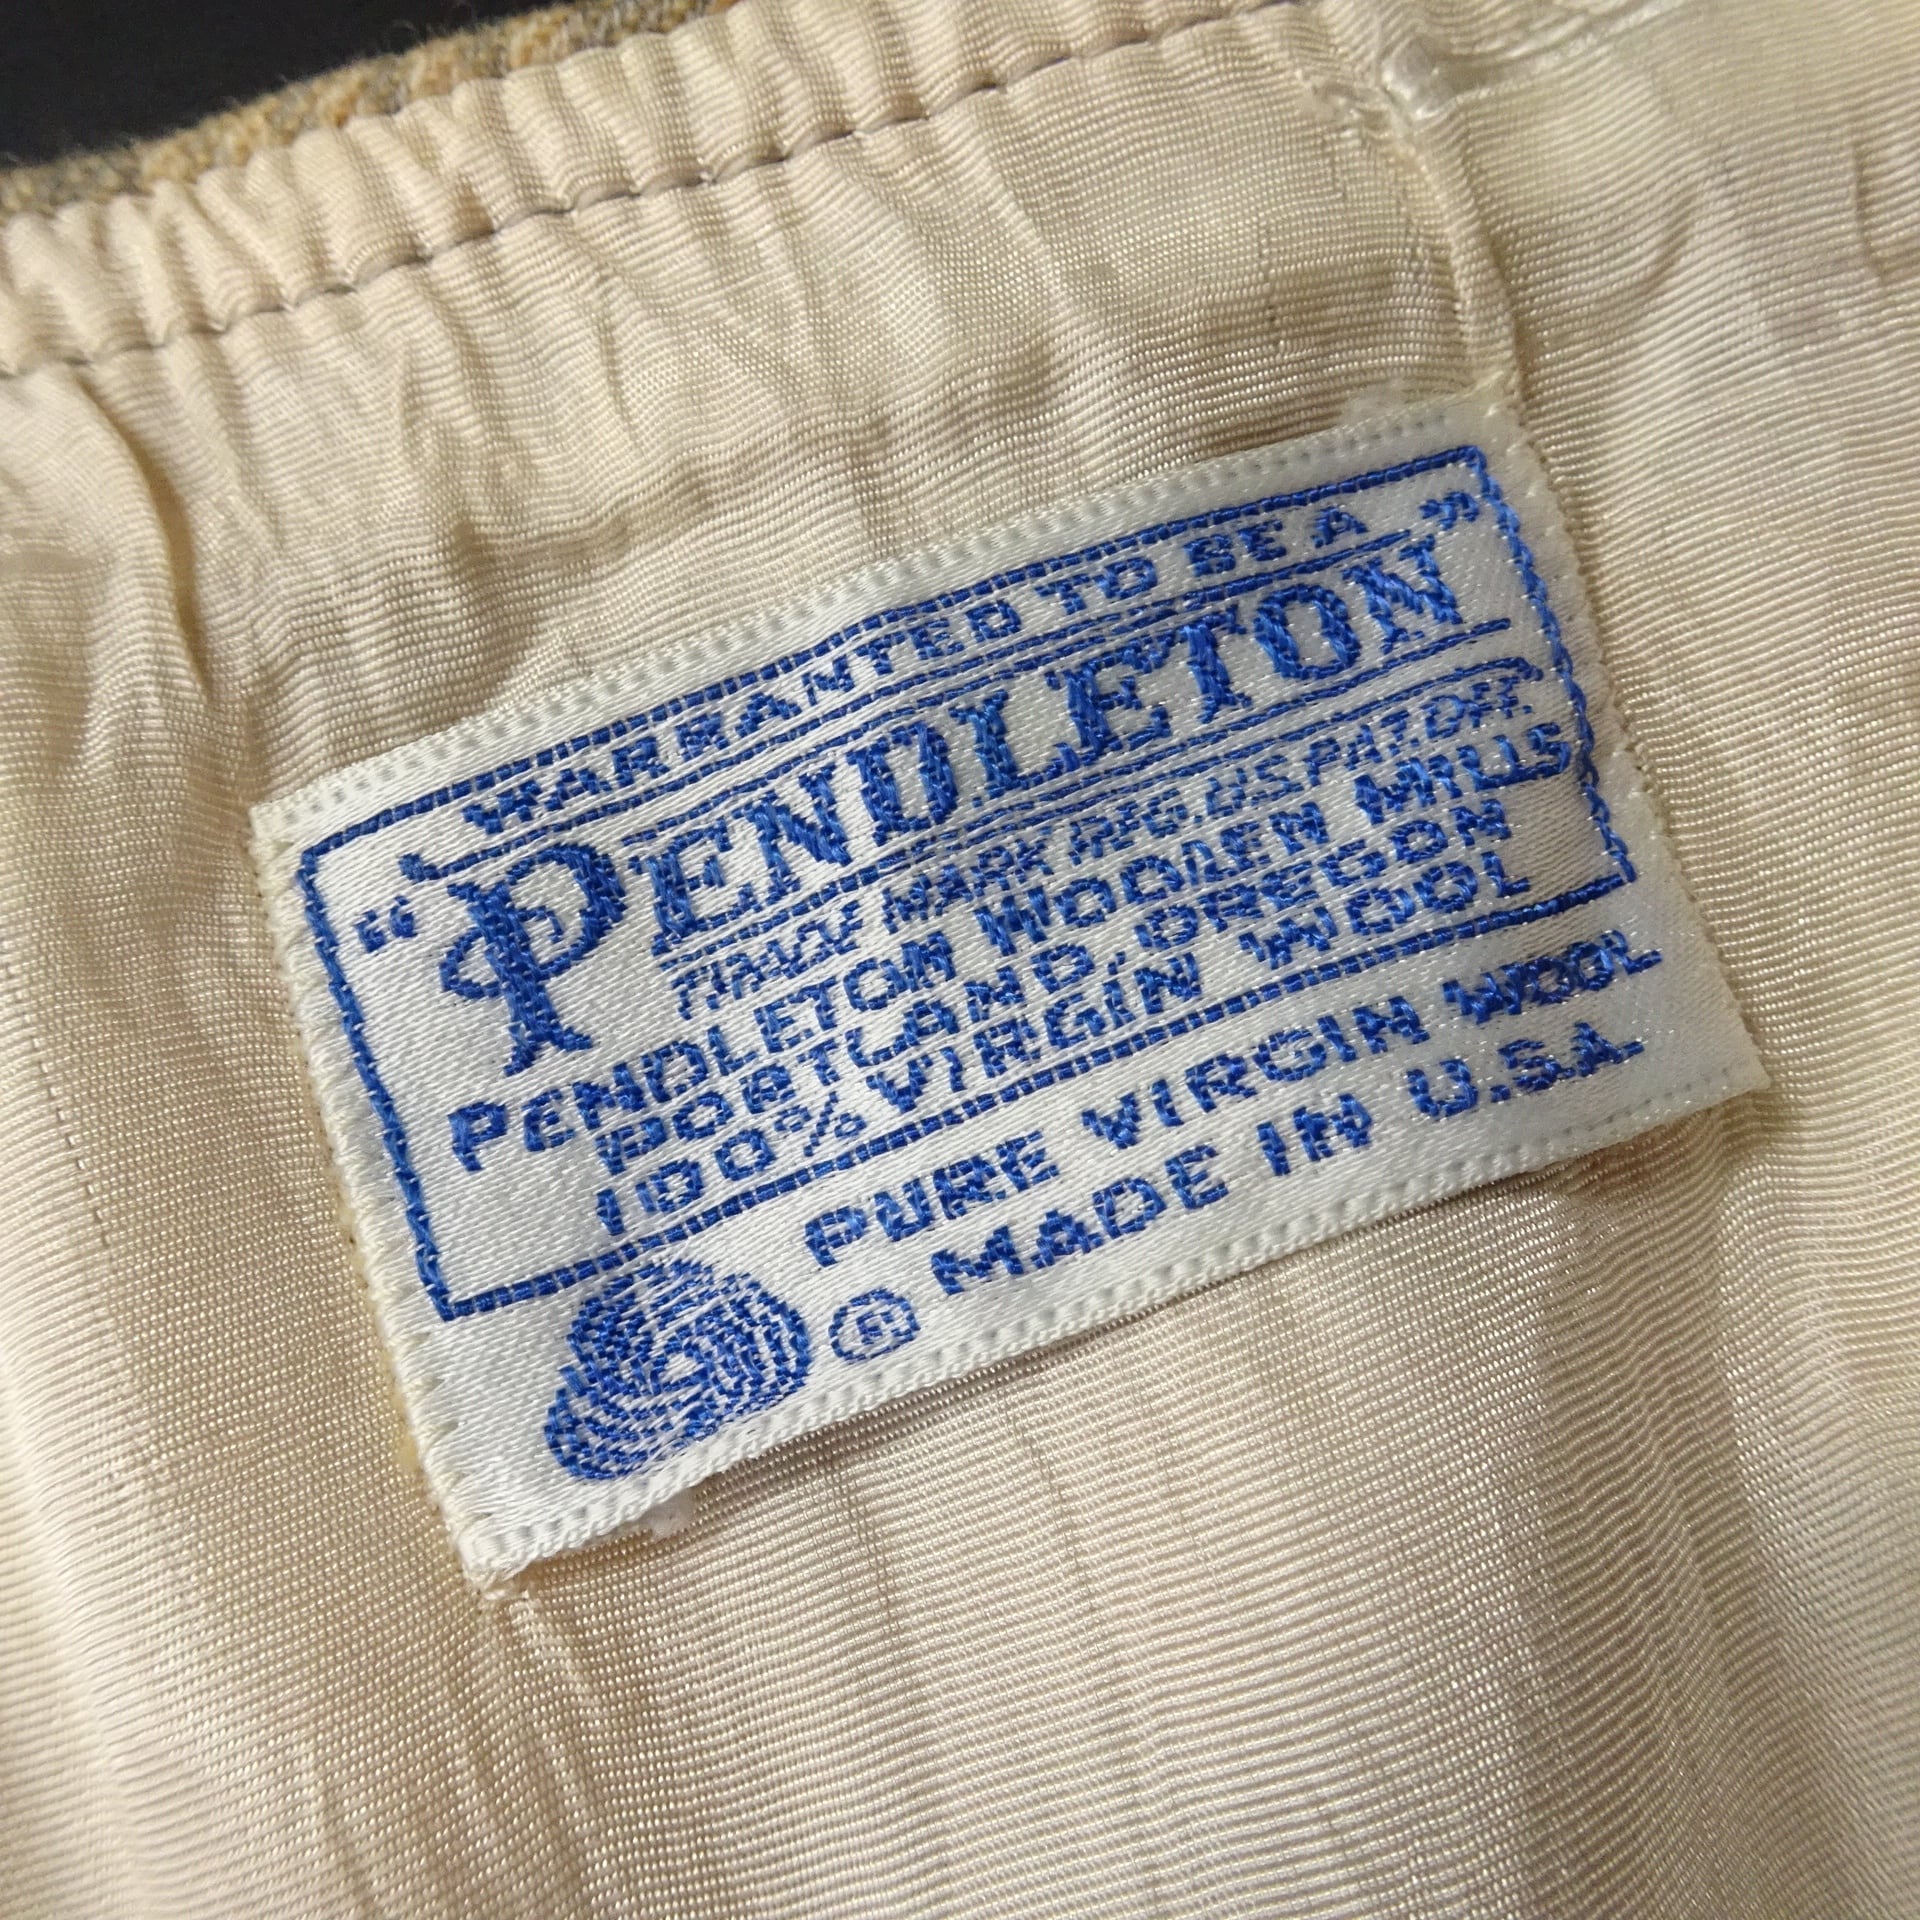 WARRANTED TO BE A
"PENDLETON"
TRADE MARK REG. U.S. PAT. OFF.
PENDLETON WOOLEN MILLS
PORTLAND, OREGON
100% VIRGIN WOOL
PURE VIRGIN WOOL
® MADE IN U.S.A.